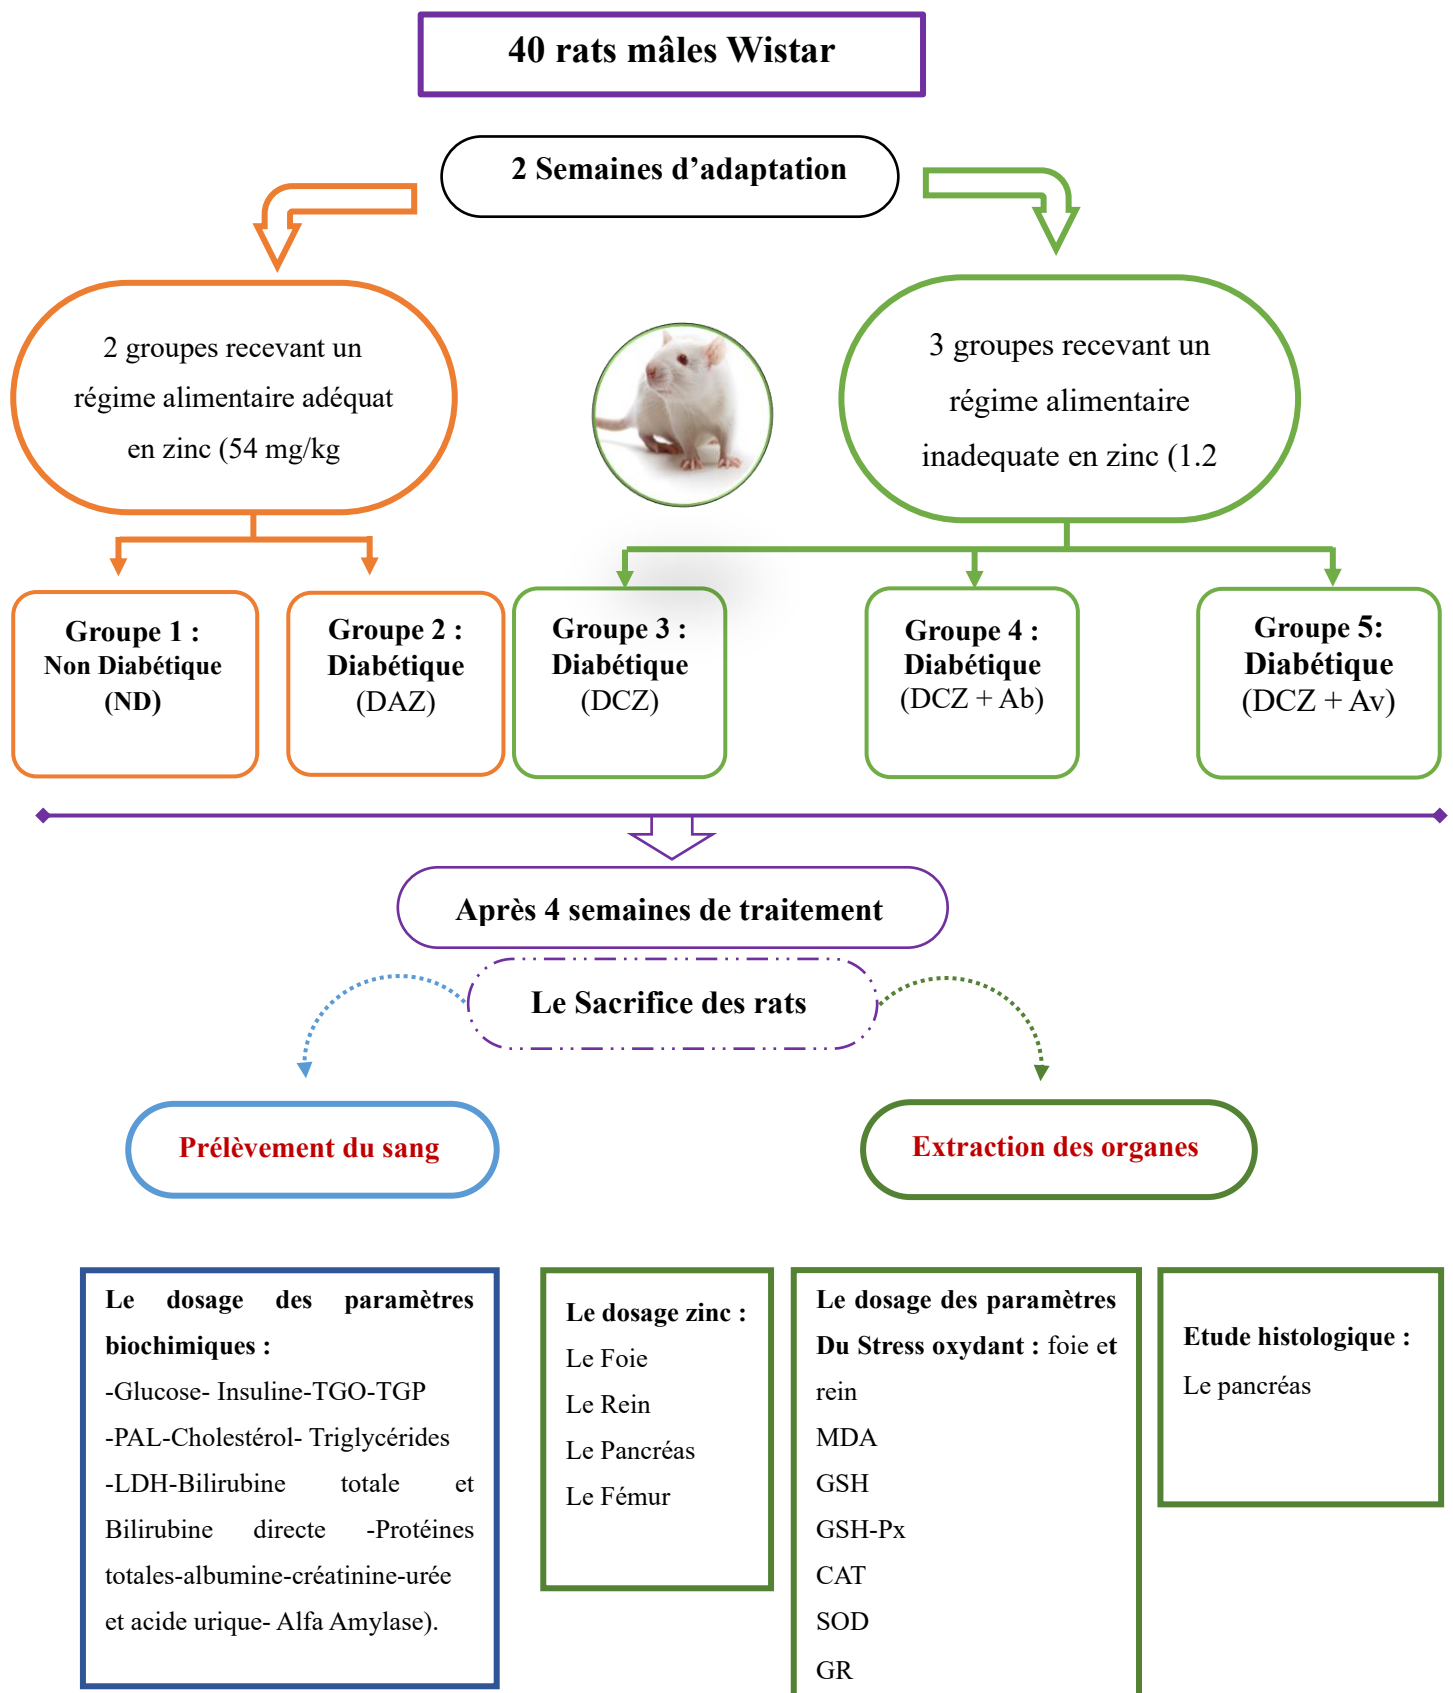 40 rats mâles Wistar
2 Semaines d’adaptation
2 groupes recevant un
régime alimentaire adéquat
en zinc (54 mg/kg
3 groupes recevant un
régime alimentaire
inadequate en zinc (1.2
Groupe 1 :
Non Diabétique
(ND)
Groupe 2 :
Diabétique
(DAZ)
Groupe 3 :
Diabétique
(DCZ)
Groupe 4 :
Diabétique
(DCZ + Ab)
Groupe 5:
Diabétique
(DCZ + Av)
Après 4 semaines de traitement
Le Sacrifice des rats
Prélèvement du sang
Extraction des organes
Le dosage des paramètres
biochimiques :
-Glucose- Insuline-TGO-TGP
-PAL-Cholestérol- Triglycérides
-LDH-Bilirubine totale et
Bilirubine directe -Protéines
totales-albumine-créatinine-urée
et acide urique- Alfa Amylase).
Le dosage zinc :
Le Foie
Le Rein
Le Pancréas
Le Fémur
Le dosage des paramètres
Du Stress oxydant : foie et
rein
MDA
GSH
GSH-Px
CAT
SOD
GR
Etude histologique :
Le pancréas